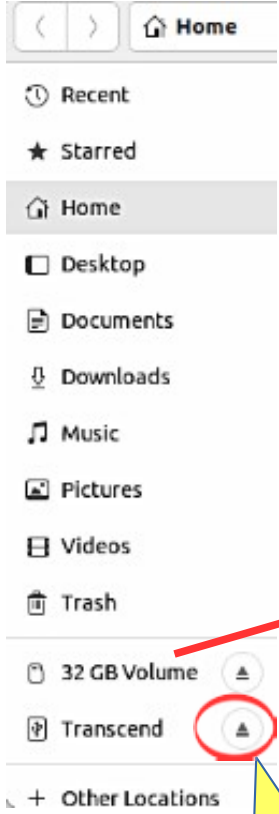 Home
Recent
Starred
Home
Desktop
Documents
Downloads
Music
Pictures
Videos
Trash
32 GB Volume
Transcend
+ Other Locations